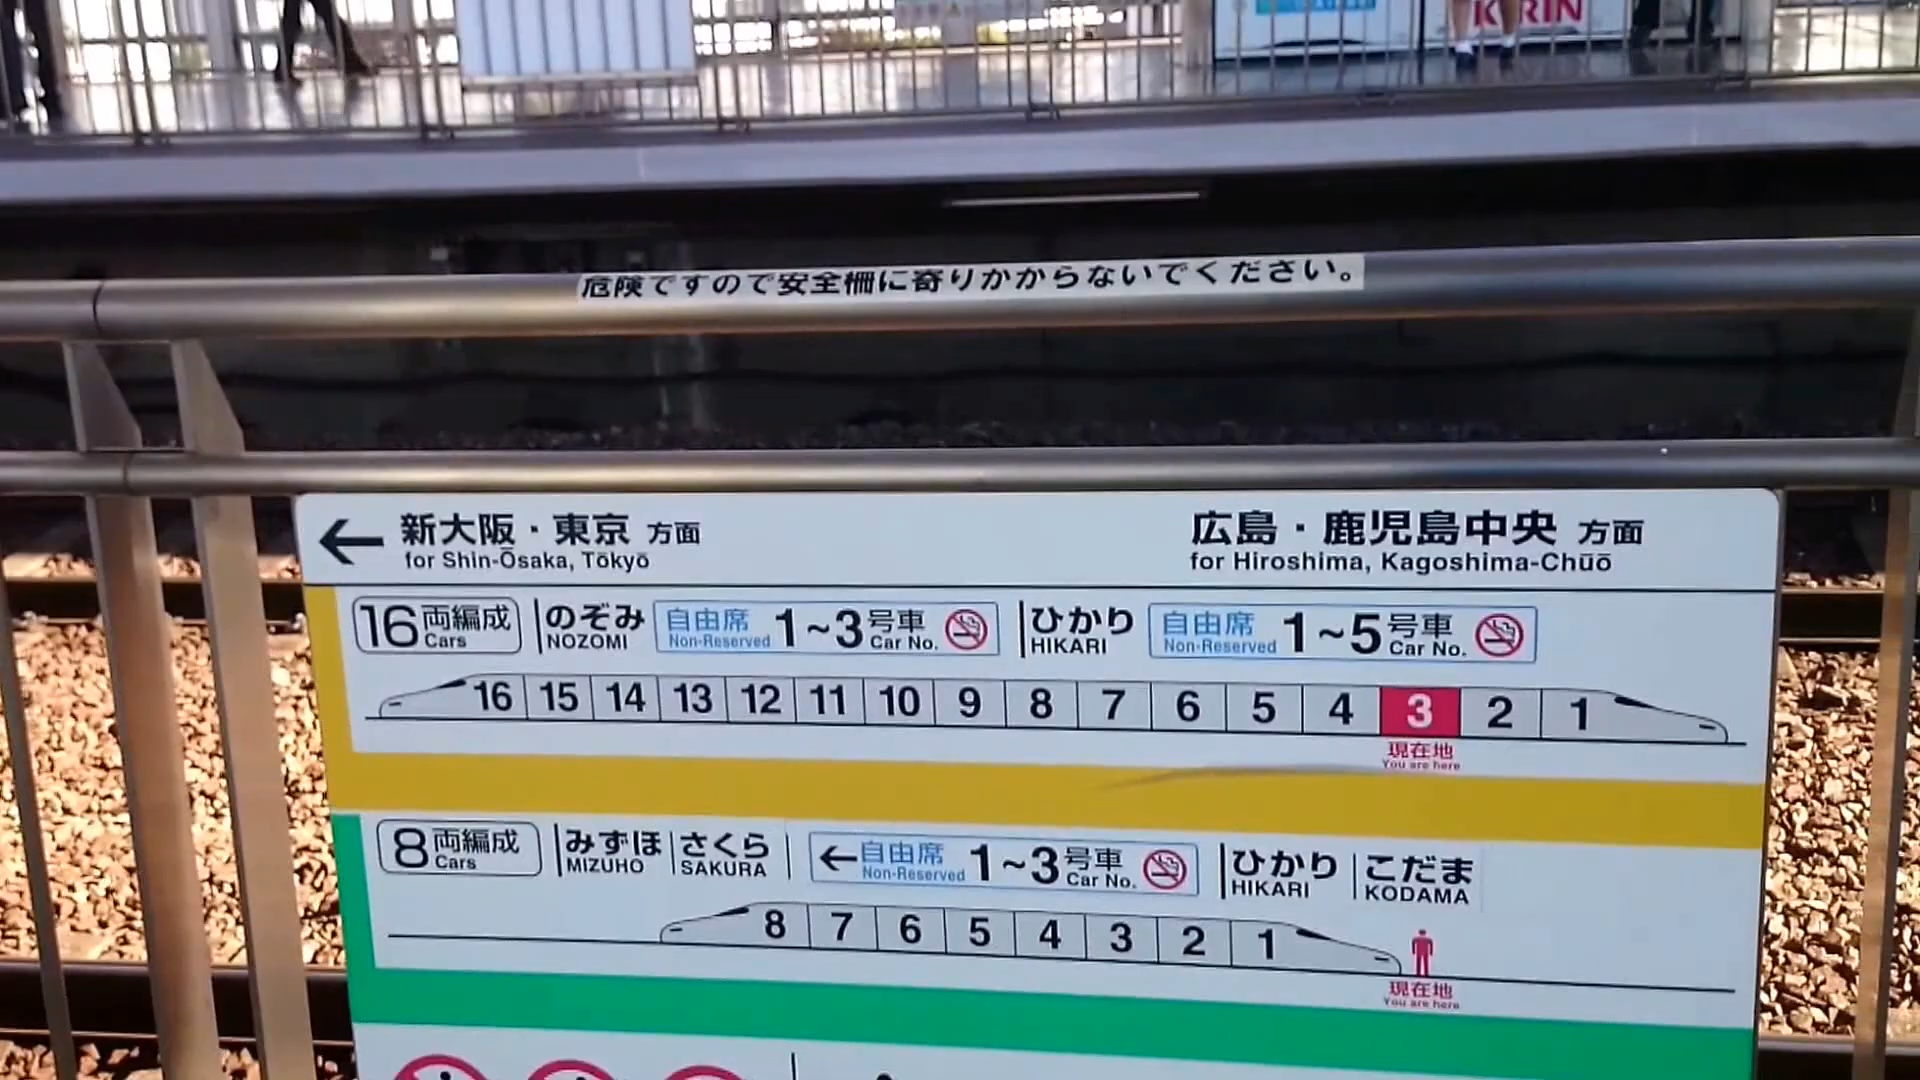 KIRIN
危険ですので安全柵に寄りかからないでください。
← 新大阪・東京 方面
for Shin-Ōsaka, Tōkyō
広島・鹿児島中央 方面
for Hiroshima, Kagoshima-Chūō
16両編成 Cars
のぞみ NOZOMI
自由席 Non-Reserved 1~3号車 Car No.
ひかり HIKARI
自由席 Non-Reserved 1~5号車 Car No.
16 15 14 13 12 11 10 9 8 7 6 5 4 3 2 1
現在地
You are here
8両編成 Cars
みずほ MIZUHO
さくら SAKURA
←自由席 Non-Reserved 1~3号車 Car No.
ひかり HIKARI
こだま KODAMA
8 7 6 5 4 3 2 1
現在地
You are here